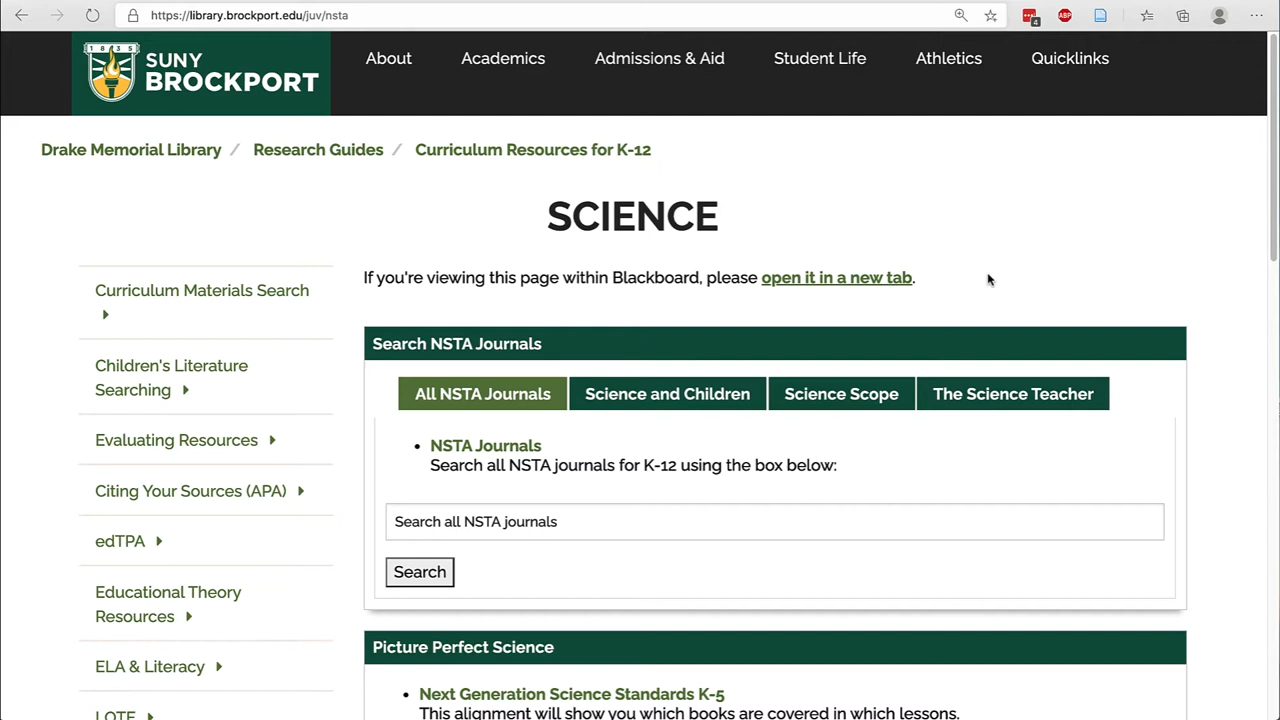 https://library.brockport.edu/juv/nsta
4
ABP
1835
SUNY
BROCKPORT
About
Academics
Admissions & Aid
Student Life
Athletics
Quicklinks
Drake Memorial Library / Research Guides / Curriculum Resources for K-12
SCIENCE
Curriculum Materials Search
Children's Literature
Searching
Evaluating Resources
Citing Your Sources (APA)
edTPA
Educational Theory
Resources
ELA & Literacy
LOTE
If you're viewing this page within Blackboard, please open it in a new tab.
Search NSTA Journals
All NSTA Journals
Science and Children
Science Scope
The Science Teacher
• NSTA Journals
Search all NSTA journals for K-12 using the box below:
Search all NSTA journals
Search
Picture Perfect Science
• Next Generation Science Standards K-5
This alignment will show you which books are covered in which lessons.